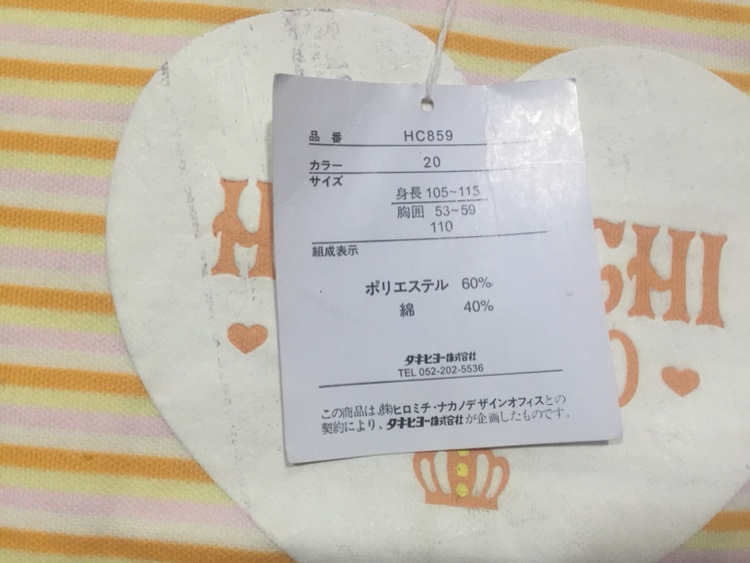 品番 HC859
カラー 20
サイズ
身長 105~115
胸囲 53~59
110
組成表示
ポリエステル 60%
綿 40%
タキヒヨー株式会社
TEL 052-202-5536
この商品は、㈱ヒロミチ・ナカノデザインオフィスとの
契約により、タキヒヨー株式会社が企画したものです。